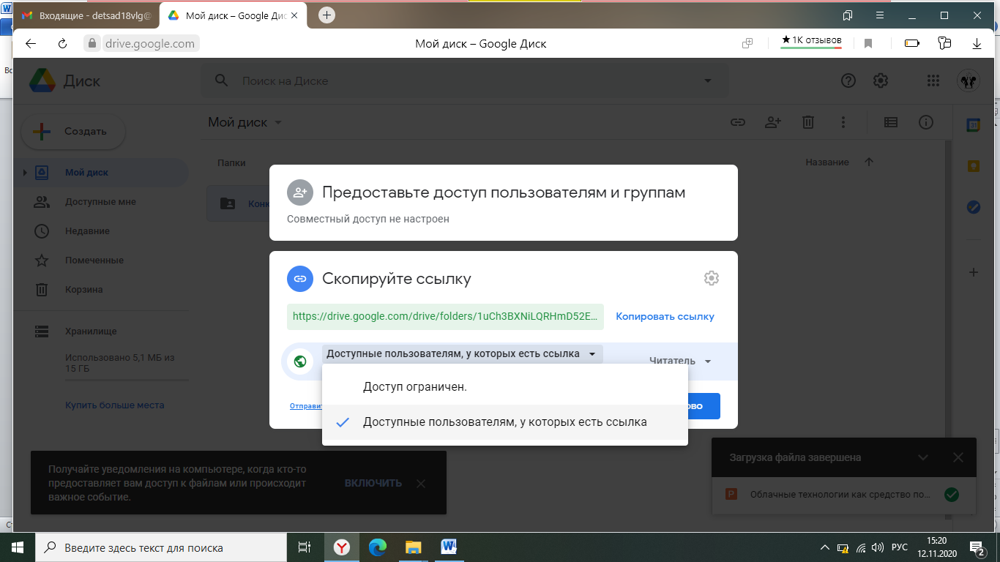 Входящие - detsad18vlg@
Мой диск – Google Дис
drive.google.com
Мой диск – Google Диск
★ 1К отзывов
Диск
Поиск на Диске
Создать
Мой диск
Доступные мне
Недавние
Помеченные
Корзина
Хранилище
Использовано 5,1 МБ из
15 ГБ
Купить больше места
Мой диск
Папки
Название
Конк
31
Предоставьте доступ пользователям и группам
Совместный доступ не настроен
Скопируйте ссылку
https://drive.google.com/drive/folders/1uCh3BXNiLQRHmD52E...
Копировать ссылку
Доступные пользователям, у которых есть ссылка
Читатель
Доступ ограничен.
Доступные пользователям, у которых есть ссылка
Отправит
ово
Получайте уведомления на компьютере, когда кто-то
предоставляет вам доступ к файлам или происходит
важное событие.
ВКЛЮЧИТЬ
Загрузка файла завершена
P
Облачные технологии как средство по...
Введите здесь текст для поиска
РУС
15:20
12.11.2020
2